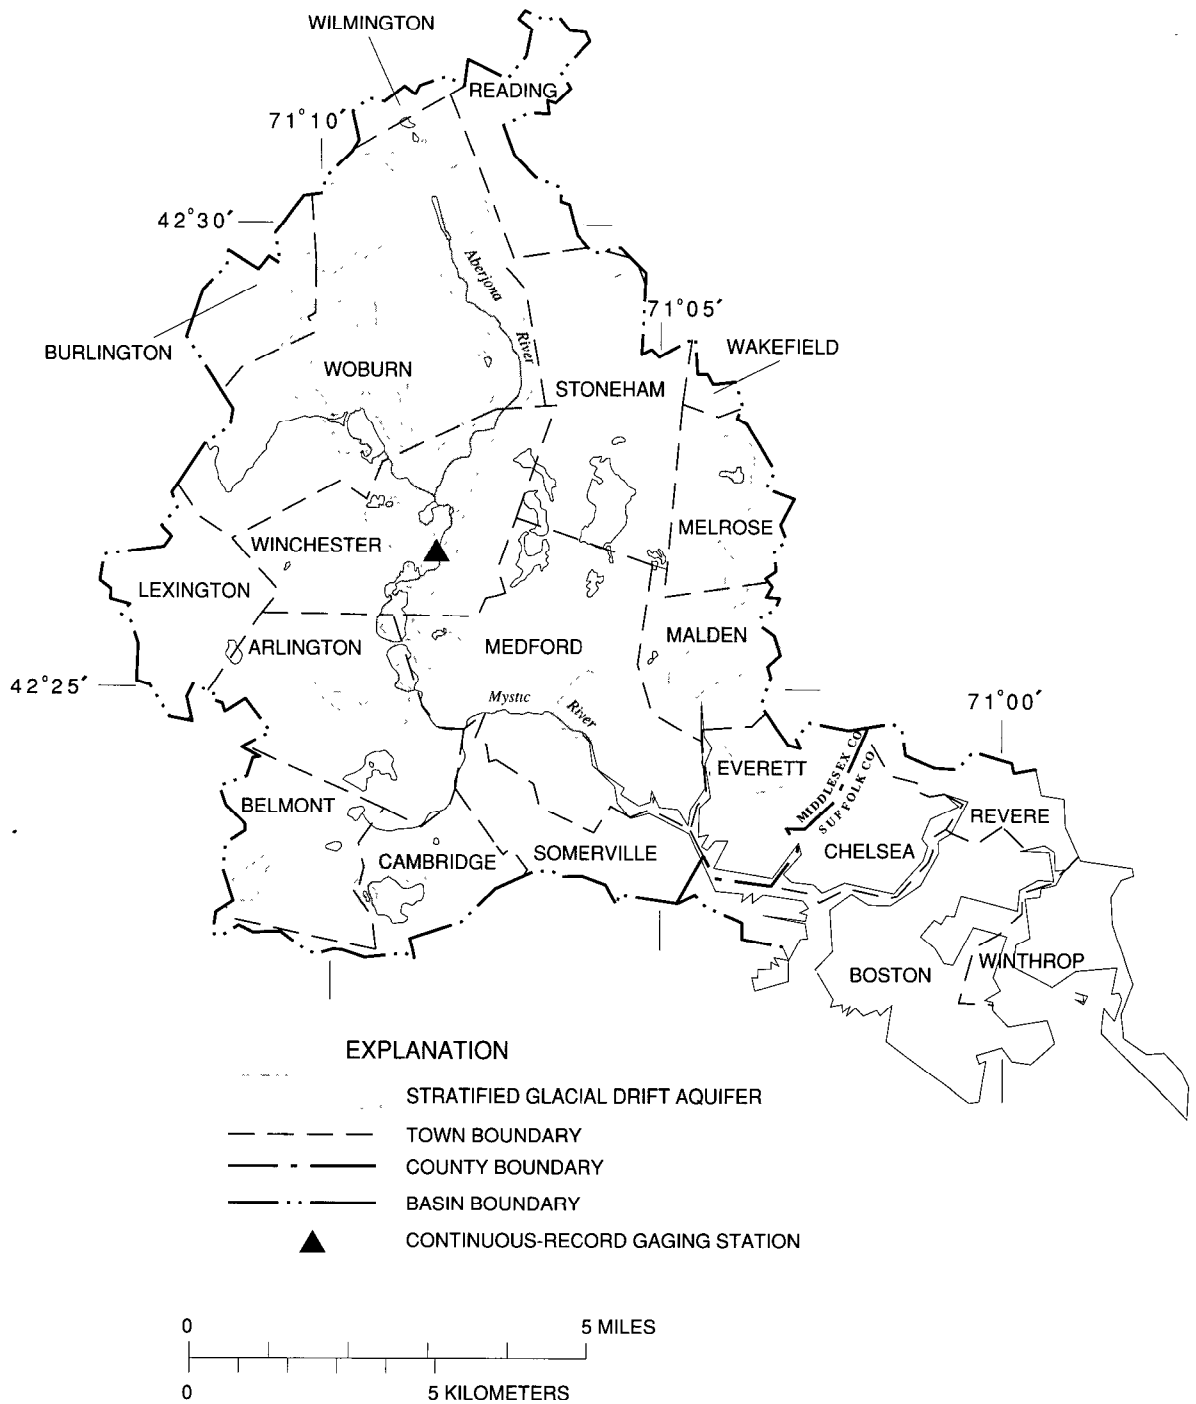 WILMINGTON
READING
71°10′
42°30′
Aberjona
River
71°05′
BURLINGTON
WAKEFIELD
WOBURN
STONEHAM
MELROSE
WINCHESTER
LEXINGTON
MALDEN
ARLINGTON
MEDFORD
42°25′
Mystic
River
71°00′
EVERETT
MIDDLESEX CO
SUFFOLK CO
BELMONT
REVERE
CHELSEA
SOMERVILLE
CAMBRIDGE
WINTHROP
BOSTON
EXPLANATION
STRATIFIED GLACIAL DRIFT AQUIFER
TOWN BOUNDARY
COUNTY BOUNDARY
BASIN BOUNDARY
CONTINUOUS-RECORD GAGING STATION
0 5 MILES
0 5 KILOMETERS